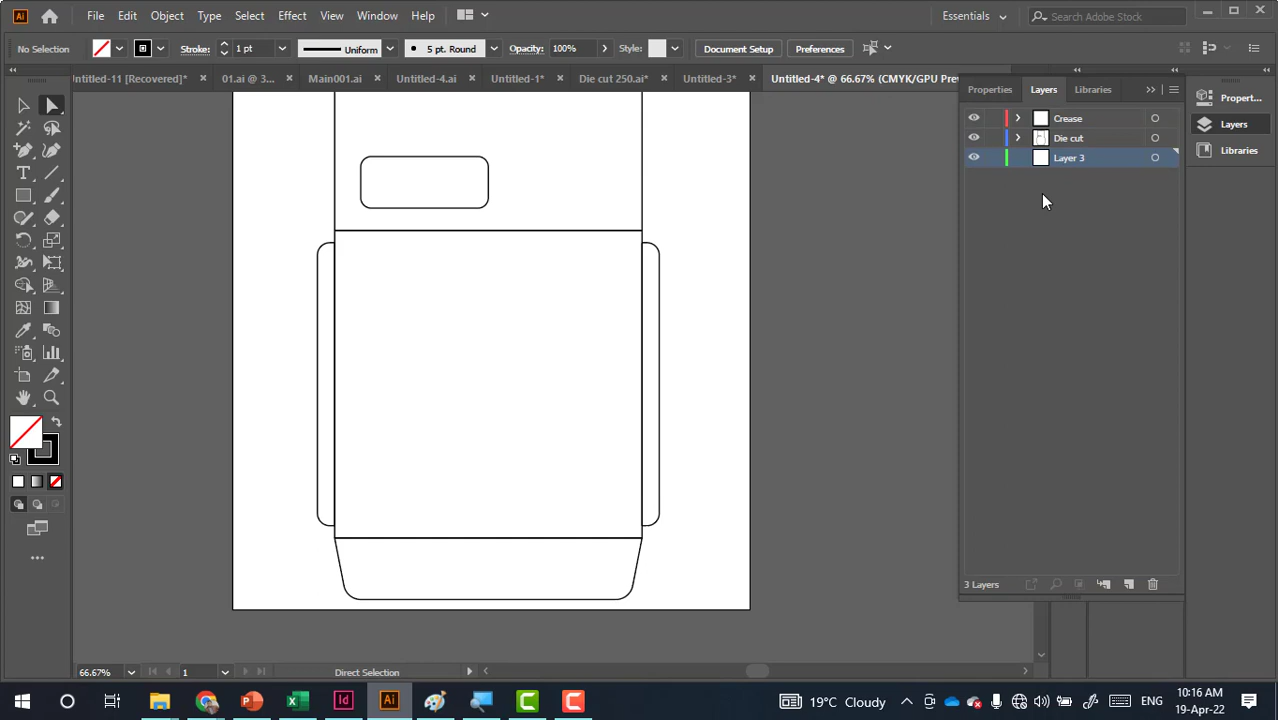 Ai File Edit Object Type Select Effect View Window Help Essentials Search Adobe Stock
No Selection Stroke: 1 pt Uniform 5 pt. Round Opacity: 100% Style: Document Setup Preferences
Intitled-11 [Recovered]* × 01.ai @ 3... × Main001.ai × Untitled-4.ai × Untitled-1* × Die cut 250.ai* × Untitled-3* × Untitled-4* @ 66.67% (CMYK/GPU Prev
Properties Layers Libraries
Crease
Die cut
Layer 3
Propert...
Layers
Libraries
3 Layers
66.67% 1 Direct Selection
Id Ai 19°C Cloudy ENG 10:16 AM
19-Apr-22